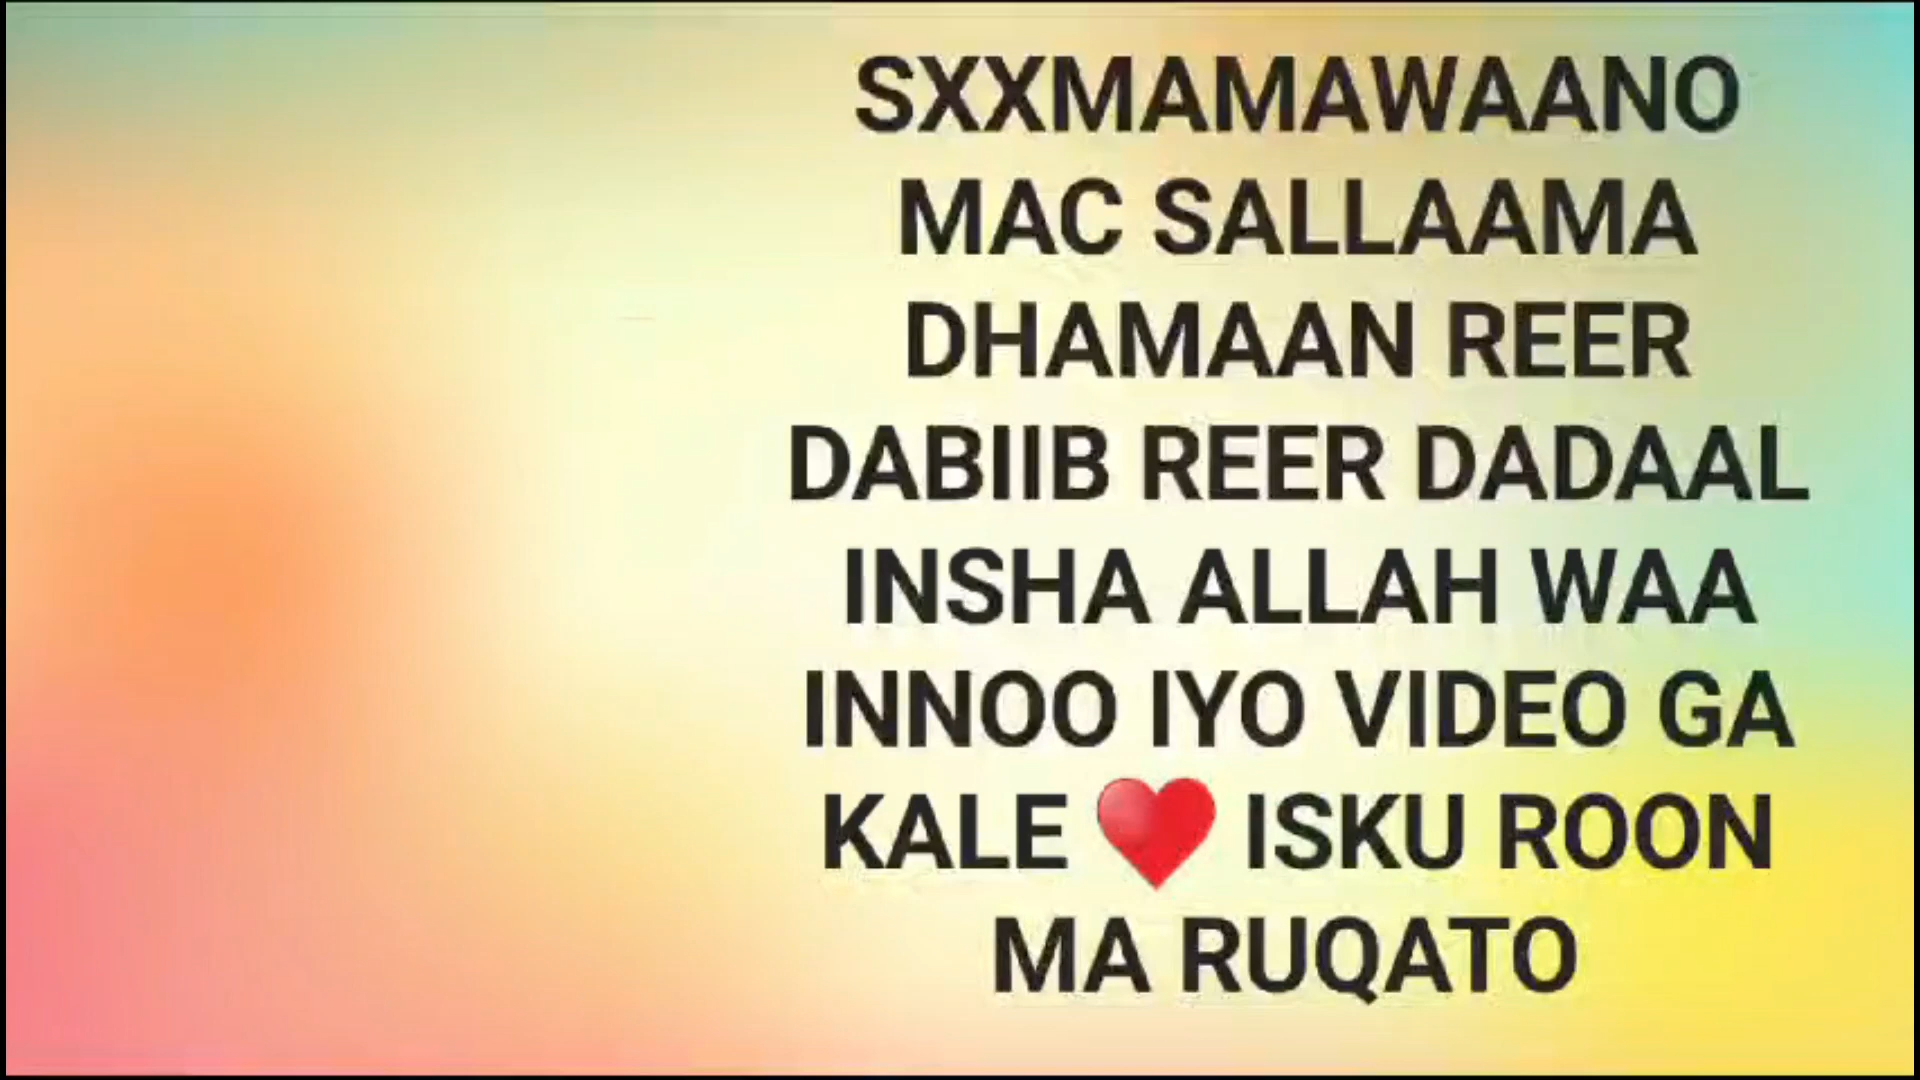 SXXMAMAWAANO
MAC SALLAAMA
DHAMAAN REER
DABIIB REER DADAAL
INSHA ALLAH WAA
INNOO IYO VIDEO GA
KALE ❤️ ISKU ROON
MA RUQATO